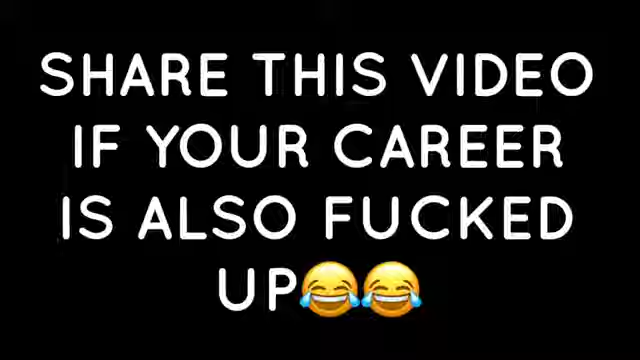 SHARE THIS VIDEO
IF YOUR CAREER
IS ALSO FUCKED
UP😂😂